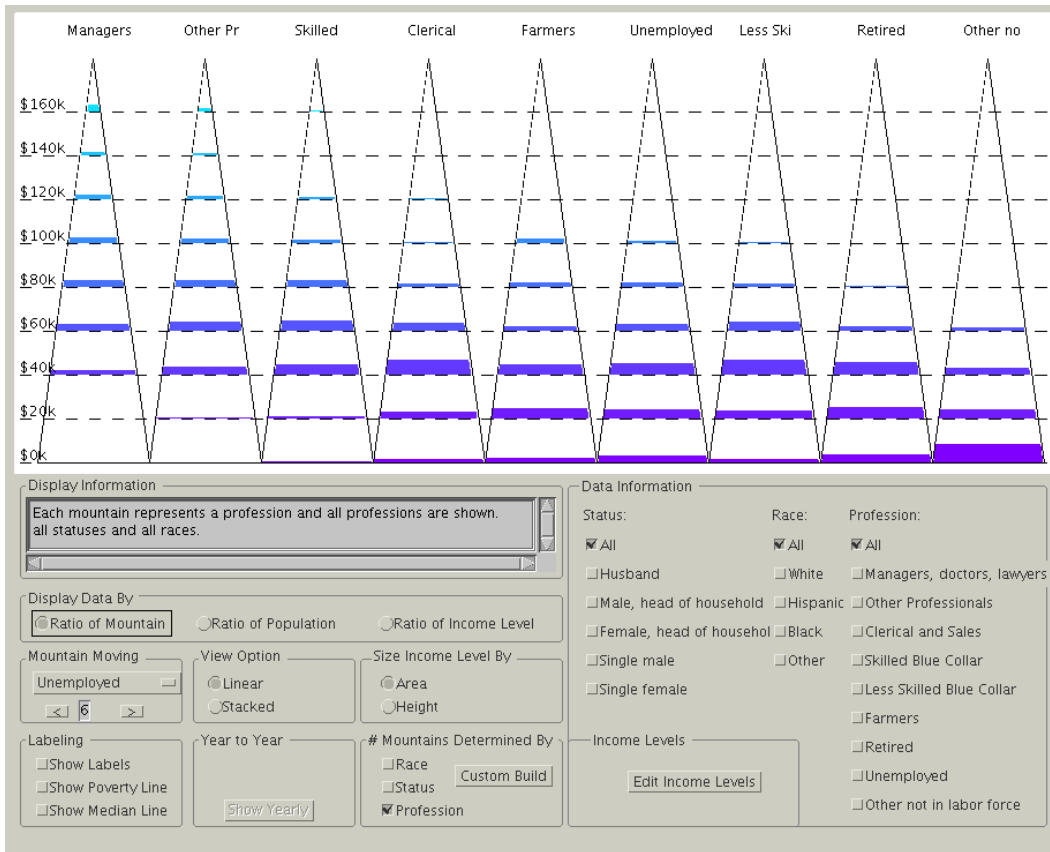 Managers Other Pr Skilled Clerical Farmers Unemployed Less Ski Retired Other no
$160k
$140k
$120k
$100k
$80k
$60k
$40k
$20k
$0k
Display Information
Each mountain represents a profession and all professions are shown.
all statuses and all races.
Display Data By
Ratio of Mountain Ratio of Population Ratio of Income Level
Mountain Moving
Unemployed
< 6 >
View Option
Linear
Stacked
Size Income Level By
Area
Height
Labeling
Show Labels
Show Poverty Line
Show Median Line
Year to Year
Show Yearly
# Mountains Determined By
Race
Status
Profession
Custom Build
Data Information
Status:
All
Husband
Male, head of household
Female, head of househol
Single male
Single female
Race:
All
White
Hispanic
Black
Other
Profession:
All
Managers, doctors, lawyers
Other Professionals
Clerical and Sales
Skilled Blue Collar
Less Skilled Blue Collar
Farmers
Retired
Unemployed
Other not in labor force
Income Levels
Edit Income Levels